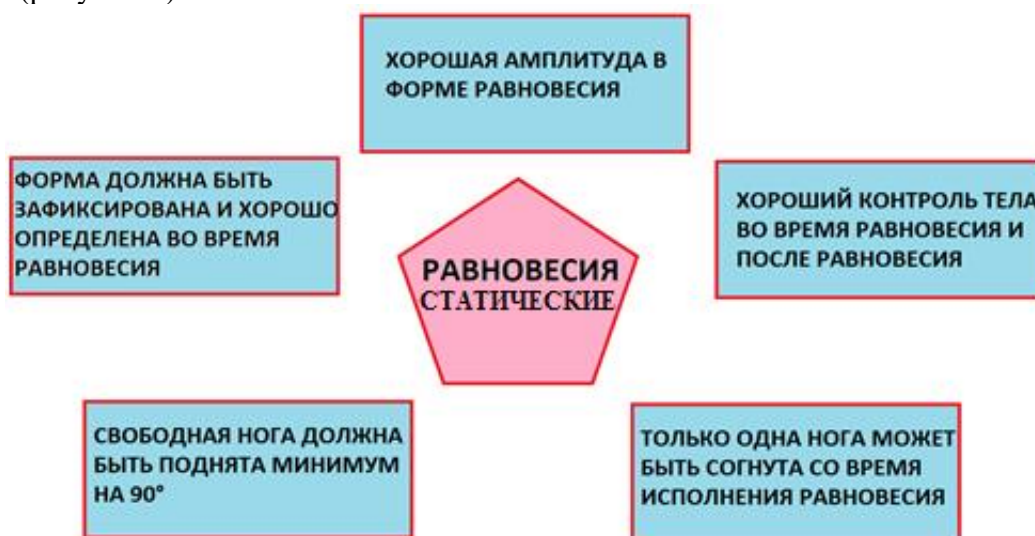 ХОРОШАЯ АМПЛИТУДА В
ФОРМЕ РАВНОВЕСИЯ
ФОРМА ДОЛЖНА БЫТЬ
ЗАФИКСИРОВАНА И ХОРОШО
ОПРЕДЕЛЕНА ВО ВРЕМЯ
РАВНОВЕСИЯ
ХОРОШИЙ КОНТРОЛЬ ТЕЛА
ВО ВРЕМЯ РАВНОВЕСИЯ И
ПОСЛЕ РАВНОВЕСИЯ
РАВНОВЕСИЯ
СТАТИЧЕСКИЕ
СВОБОДНАЯ НОГА ДОЛЖНА
БЫТЬ ПОДНЯТА МИНИМУМ
НА 90°
ТОЛЬКО ОДНА НОГА МОЖЕТ
БЫТЬ СОГНУТА СО ВРЕМЯ
ИСПОЛНЕНИЯ РАВНОВЕСИЯ